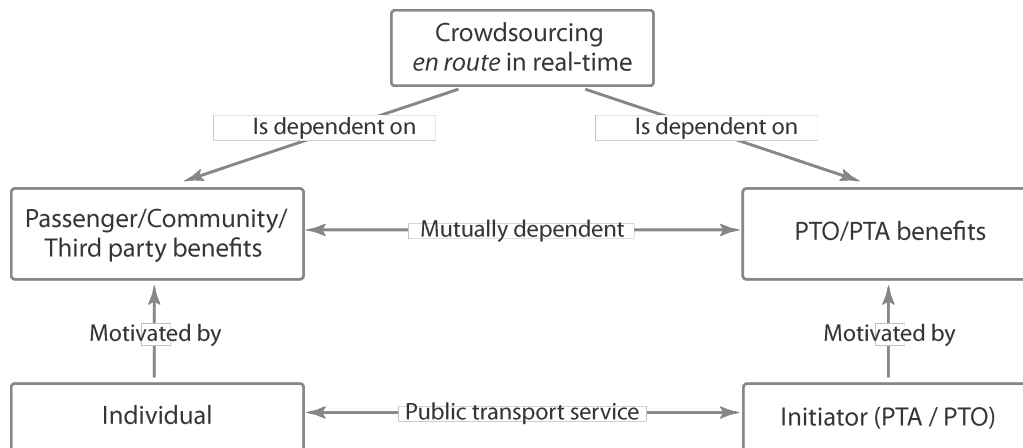 Crowdsourcing
en route in real-time
Is dependent on
Is dependent on
Passenger/Community/
Third party benefits
Mutually dependent
PTO/PTA benefits
Motivated by
Motivated by
Individual
Public transport service
Initiator (PTA / PTO)